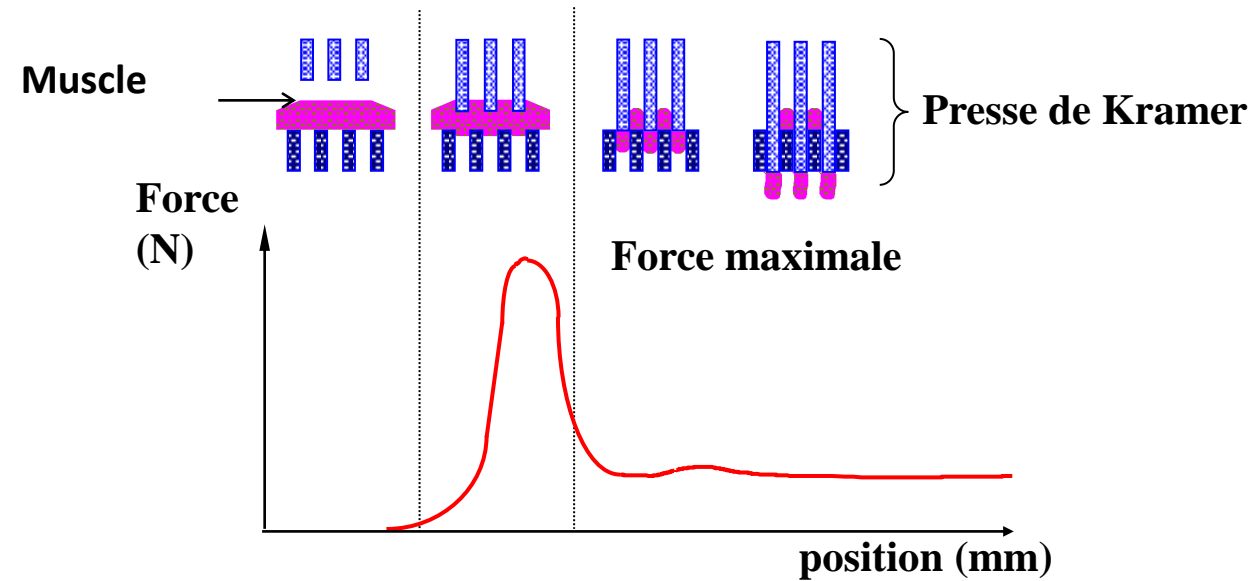 Muscle
Presse de Kramer
Force
(N)
Force maximale
position (mm)